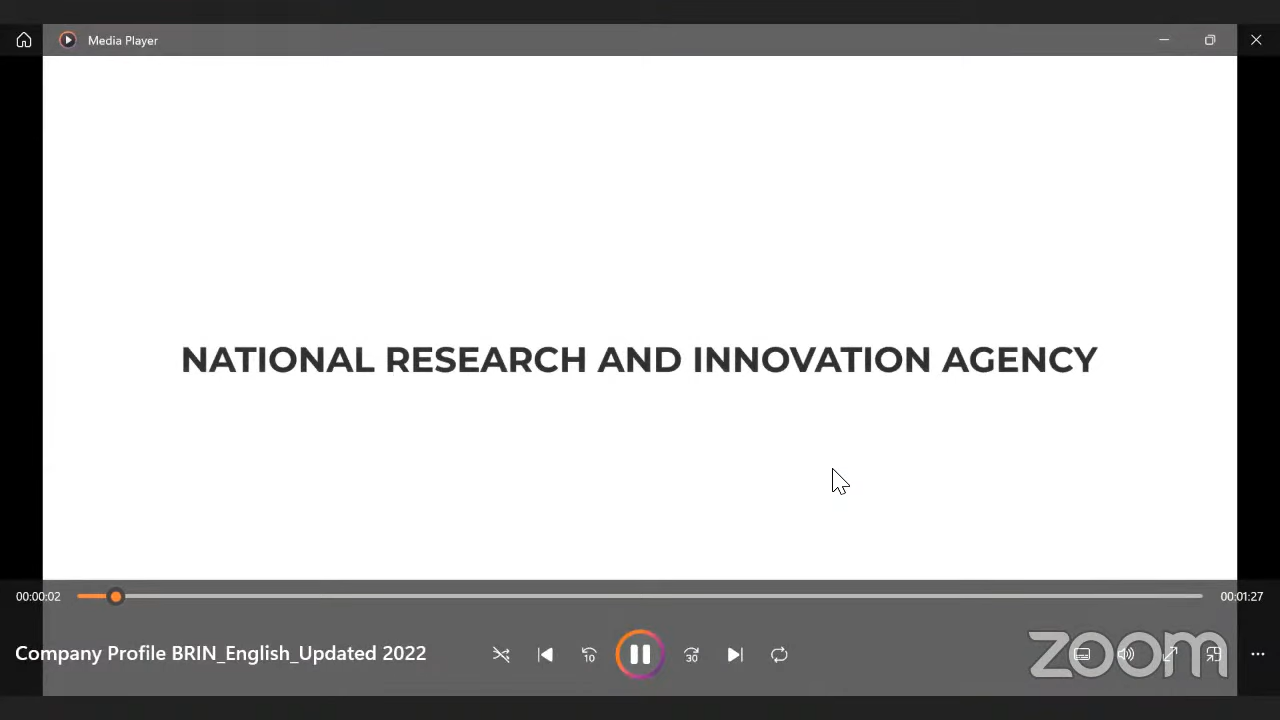 Media Player
NATIONAL RESEARCH AND INNOVATION AGENCY
00:00:02
00:01:27
Company Profile BRIN_English_Updated 2022
10
30
zoom